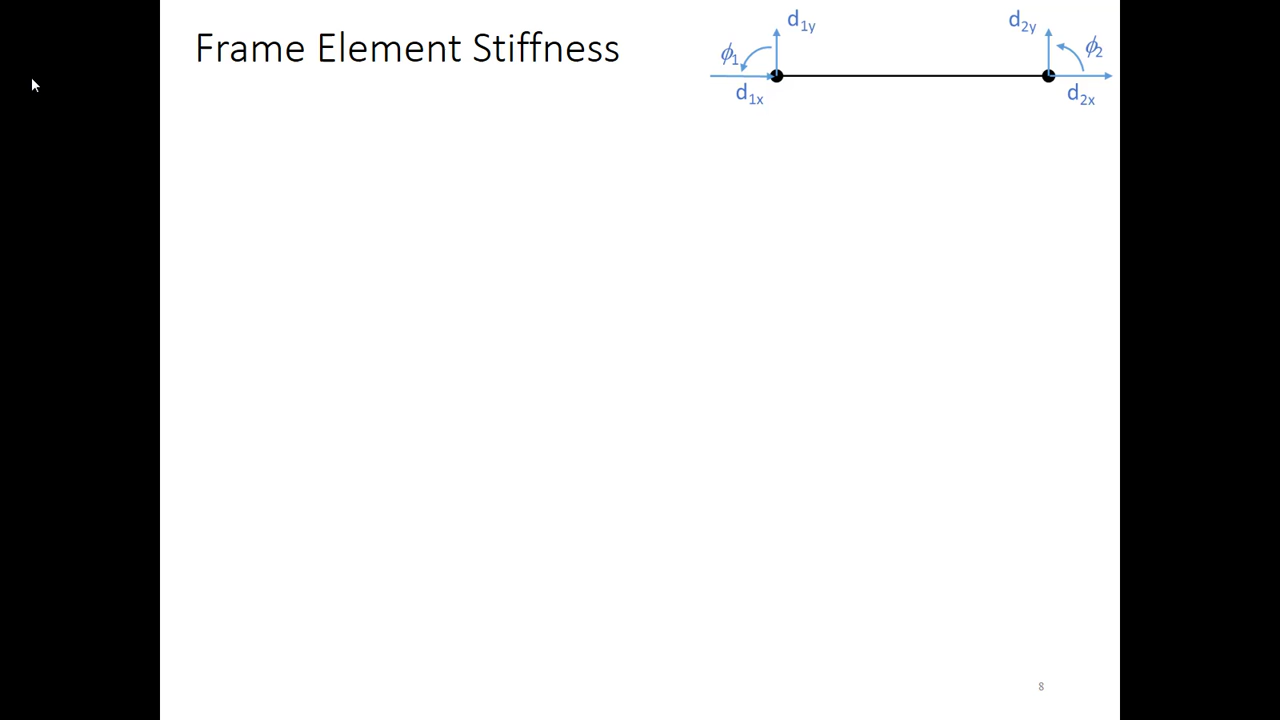 Frame Element Stiffness
d1y
d2y
ϕ1
ϕ2
d1x
d2x
8